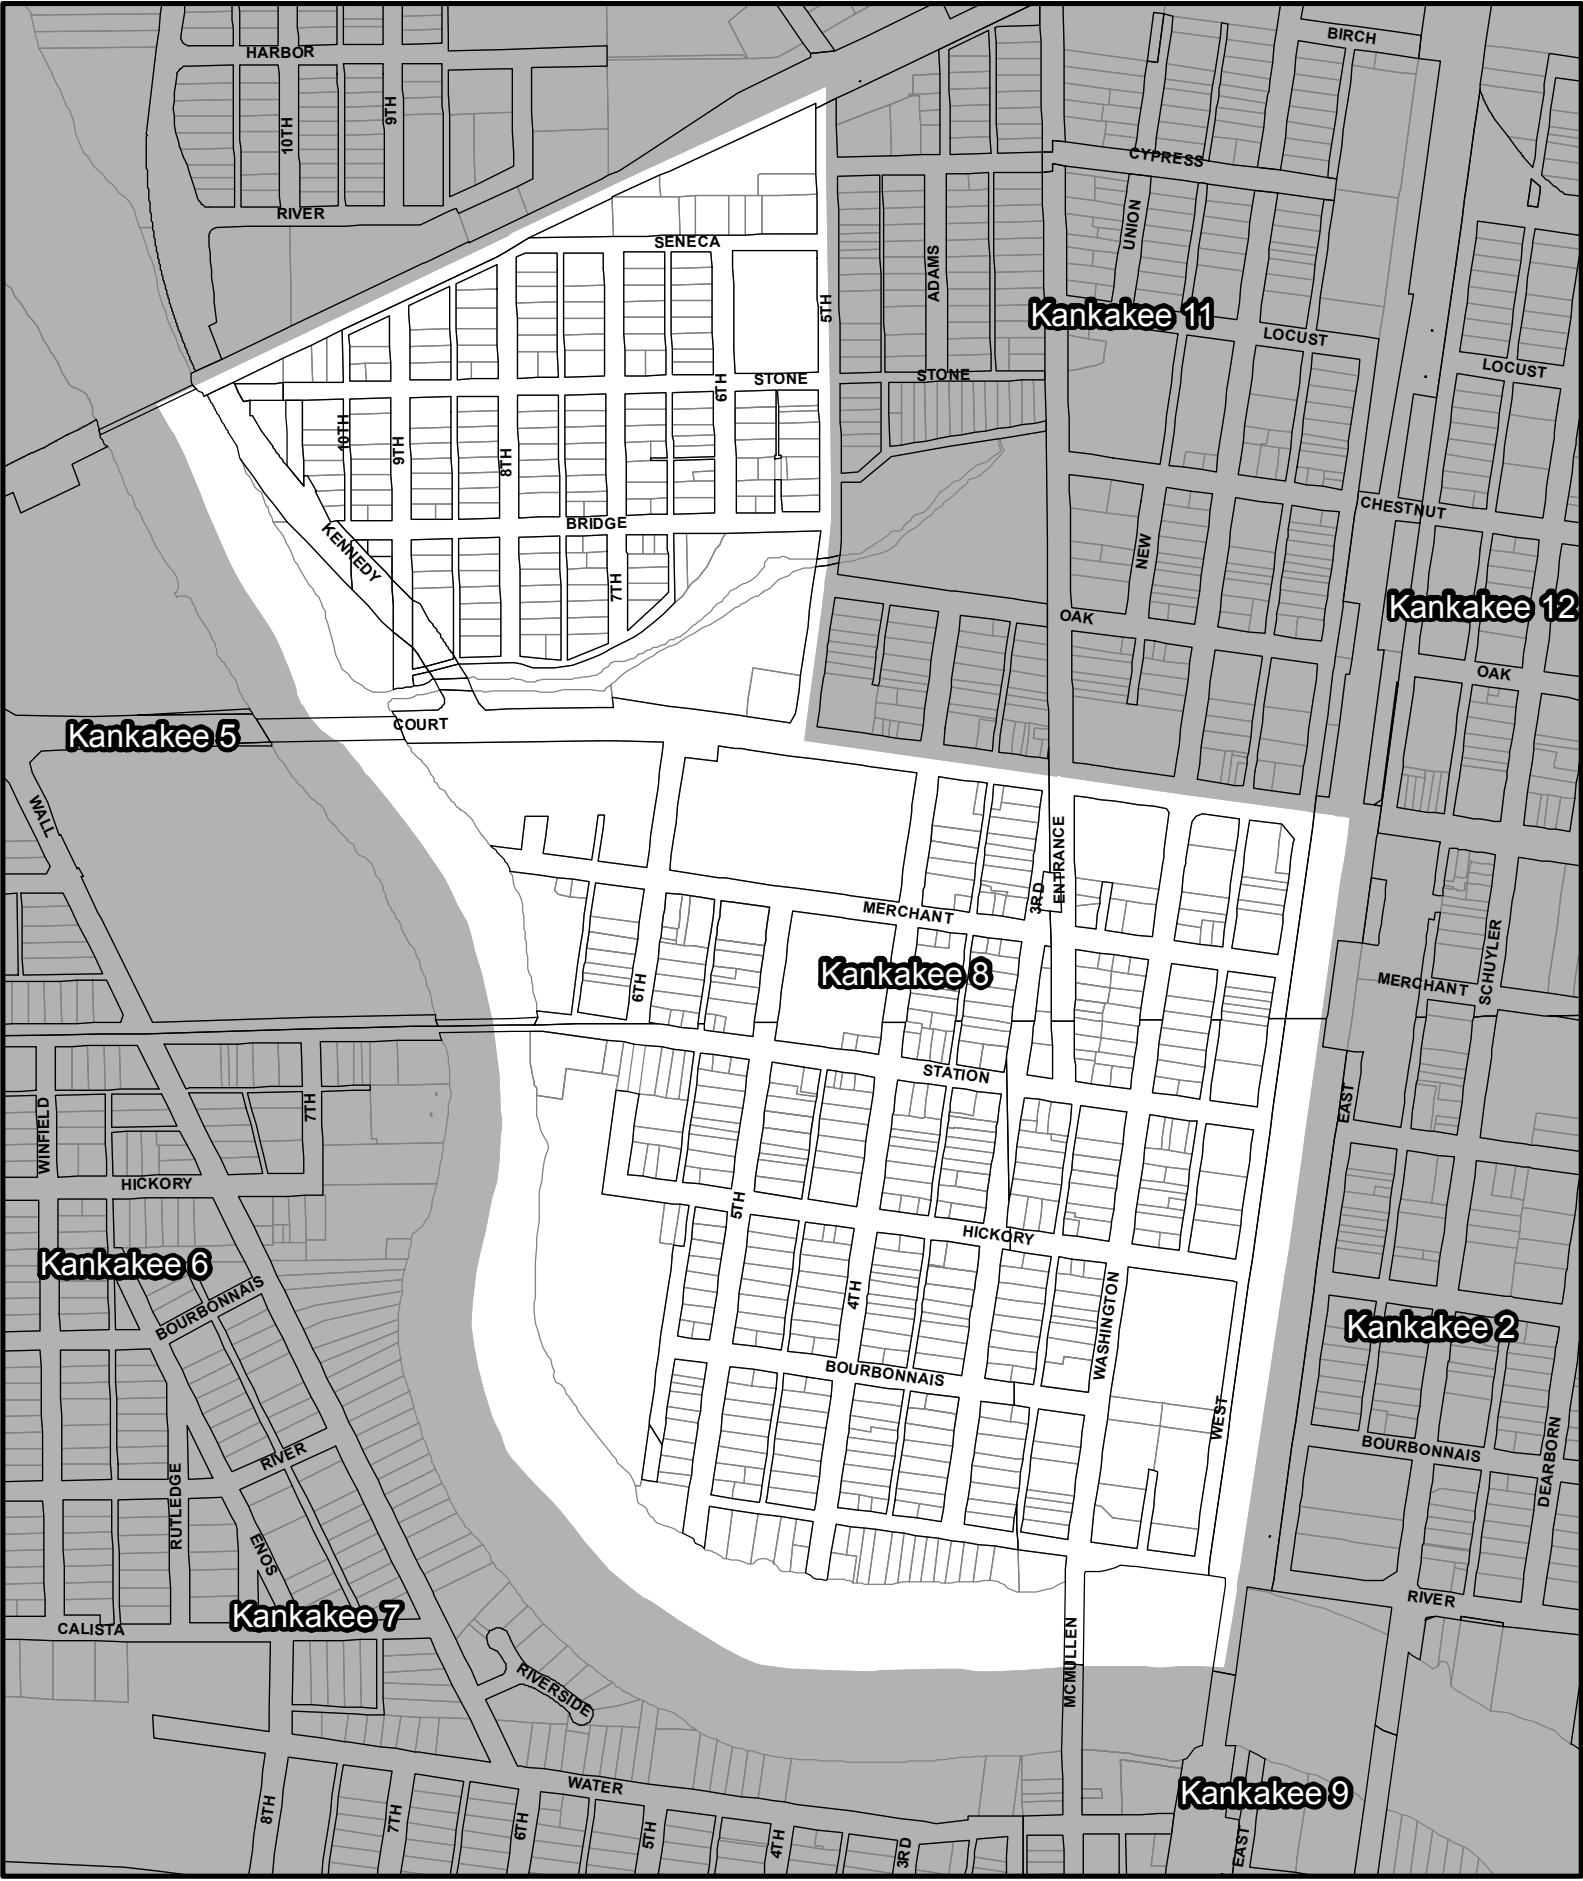 BIRCH
HARBOR
10TH
9TH
CYPRESS
RIVER
UNION
SENECA
ADAMS
5TH
Kankakee 11
LOCUST
LOCUST
STONE
STONE
6TH
10TH
9TH
8TH
CHESTNUT
BRIDGE
KENNEDY
NEW
7TH
Kankakee 12
OAK
OAK
COURT
Kankakee 5
WALL
ENTRANCE
3RD
MERCHANT
SCHUYLER
Kankakee 8
6TH
MERCHANT
STATION
EAST
7TH
WINFIELD
HICKORY
5TH
HICKORY
Kankakee 6
4TH
WASHINGTON
BOURBONNAIS
Kankakee 2
BOURBONNAIS
WEST
RIVER
BOURBONNAIS
DEARBORN
RUTLEDGE
ENOS
RIVER
Kankakee 7
CALISTA
MCMULLEN
RIVERSIDE
WATER
Kankakee 9
8TH
7TH
6TH
5TH
4TH
3RD
EAST